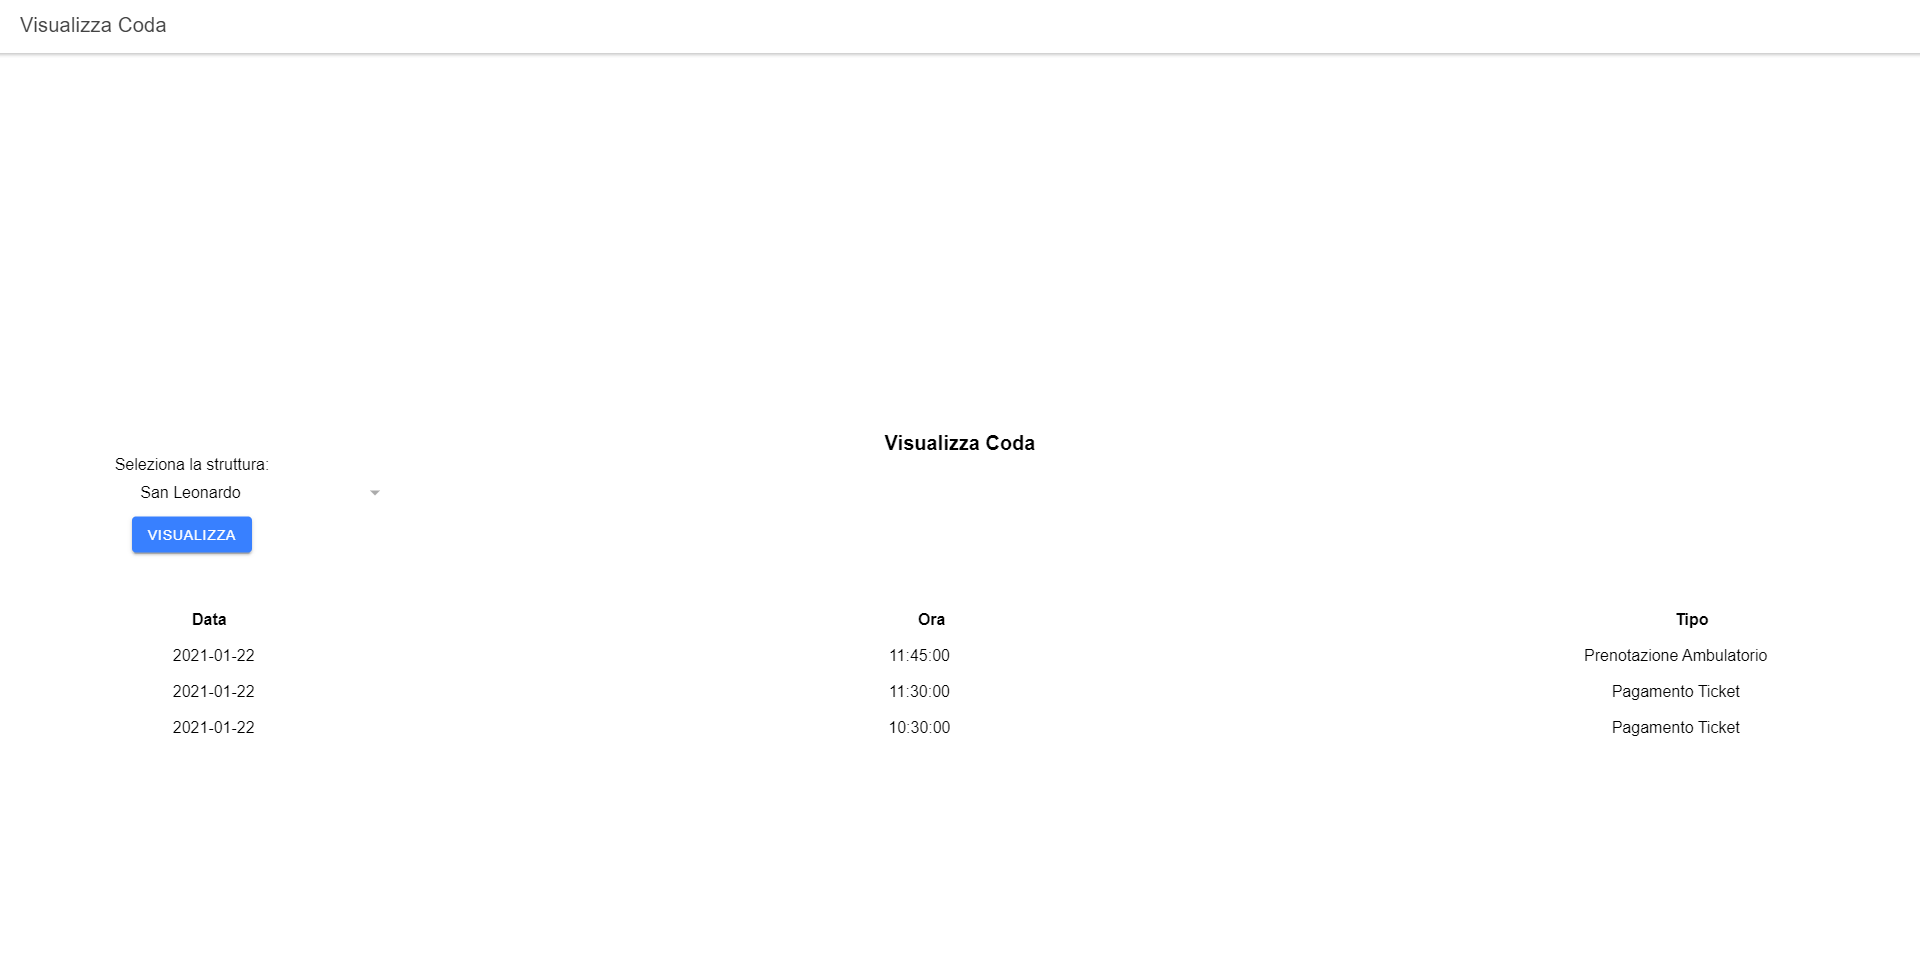 Visualizza Coda
Visualizza Coda
Seleziona la struttura:
San Leonardo
VISUALIZZA
Data Ora Tipo
2021-01-22 11:45:00 Prenotazione Ambulatorio
2021-01-22 11:30:00 Pagamento Ticket
2021-01-22 10:30:00 Pagamento Ticket